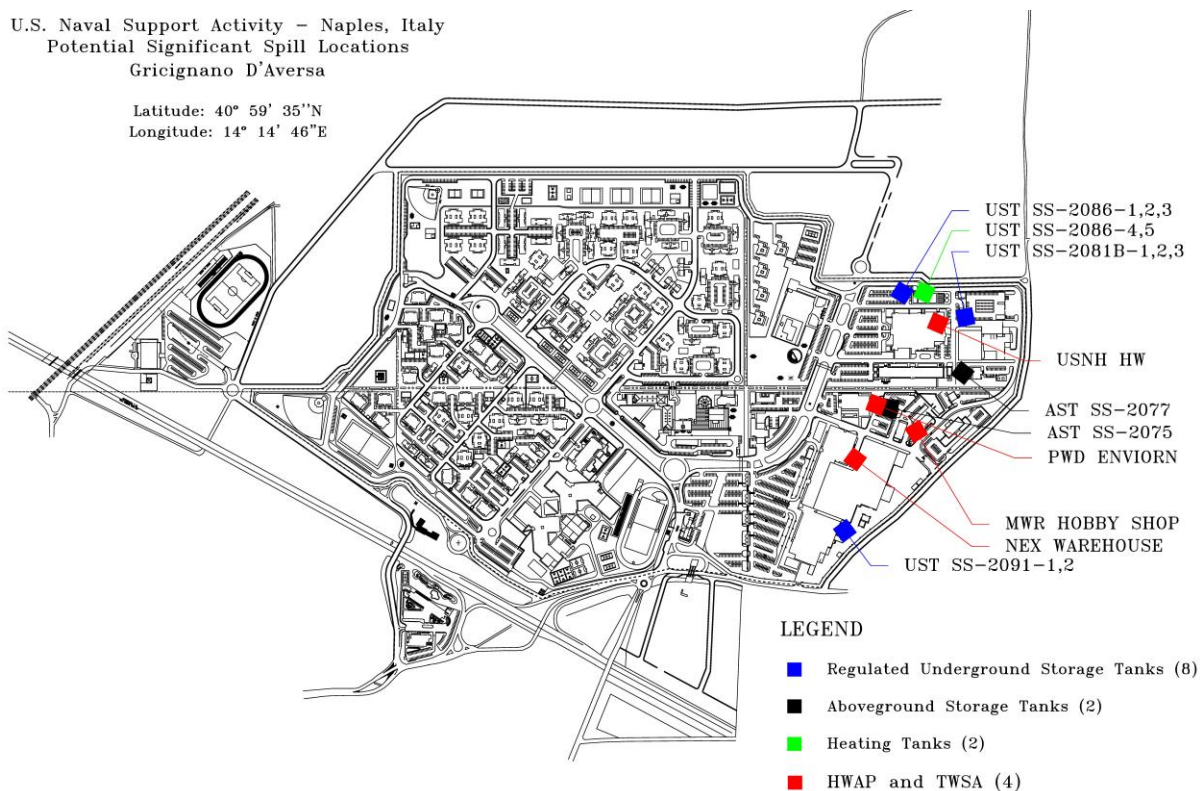 U.S. Naval Support Activity – Naples, Italy
Potential Significant Spill Locations
Gricignano D'Aversa
Latitude: 40° 59' 35''N
Longitude: 14° 14' 46"E
UST SS-2086-1,2,3
UST SS-2086-4,5
UST SS-2081B-1,2,3
USNH HW
AST SS-2077
AST SS-2075
PWD ENVIORN
MWR HOBBY SHOP
NEX WAREHOUSE
UST SS-2091-1,2
LEGEND
Regulated Underground Storage Tanks (8)
Aboveground Storage Tanks (2)
Heating Tanks (2)
HWAP and TWSA (4)